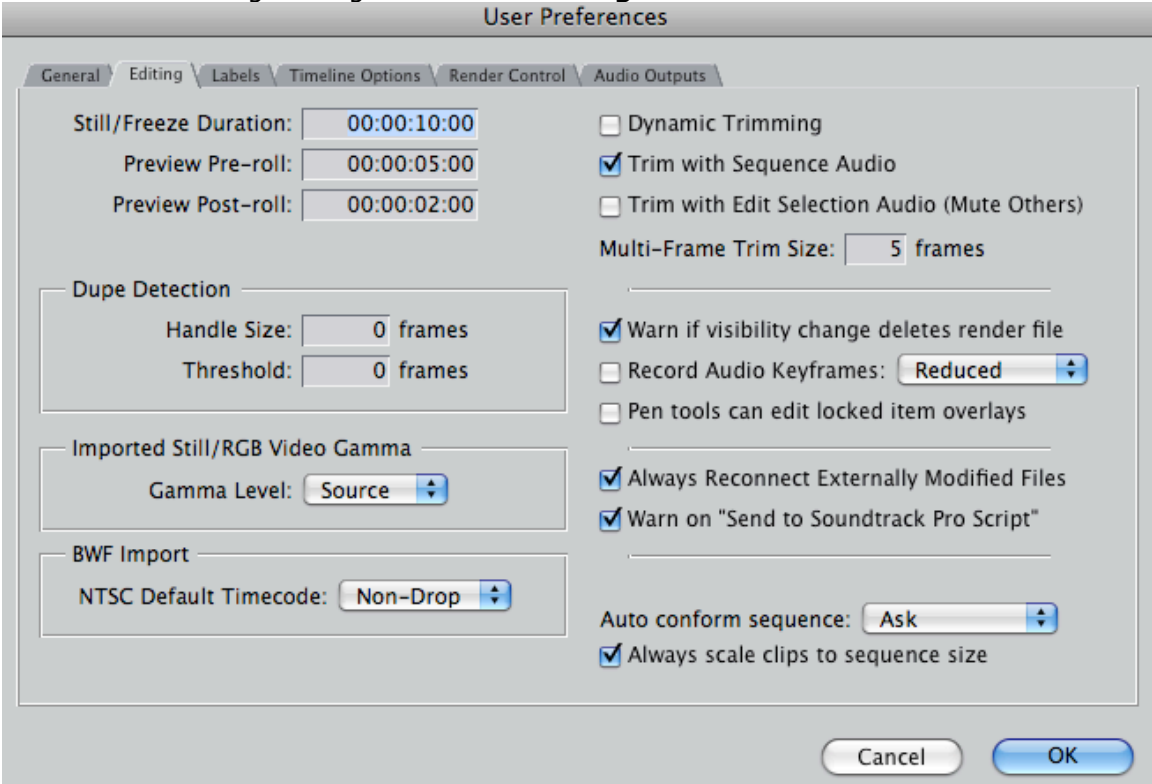 User Preferences
General Editing Labels Timeline Options Render Control Audio Outputs
Still/Freeze Duration: 00:00:10:00
Preview Pre-roll: 00:00:05:00
Preview Post-roll: 00:00:02:00
Dupe Detection
Handle Size: 0 frames
Threshold: 0 frames
Imported Still/RGB Video Gamma
Gamma Level: Source
BWF Import
NTSC Default Timecode: Non-Drop
Dynamic Trimming
Trim with Sequence Audio
Trim with Edit Selection Audio (Mute Others)
Multi-Frame Trim Size: 5 frames
Warn if visibility change deletes render file
Record Audio Keyframes: Reduced
Pen tools can edit locked item overlays
Always Reconnect Externally Modified Files
Warn on "Send to Soundtrack Pro Script"
Auto conform sequence: Ask
Always scale clips to sequence size
Cancel OK